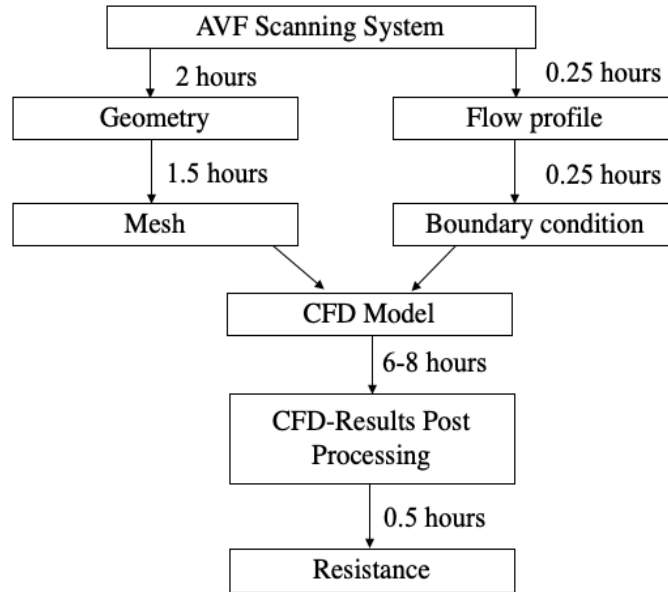 AVF Scanning System
2 hours
0.25 hours
Geometry
Flow profile
1.5 hours
0.25 hours
Mesh
Boundary condition
CFD Model
6-8 hours
CFD-Results Post
Processing
0.5 hours
Resistance